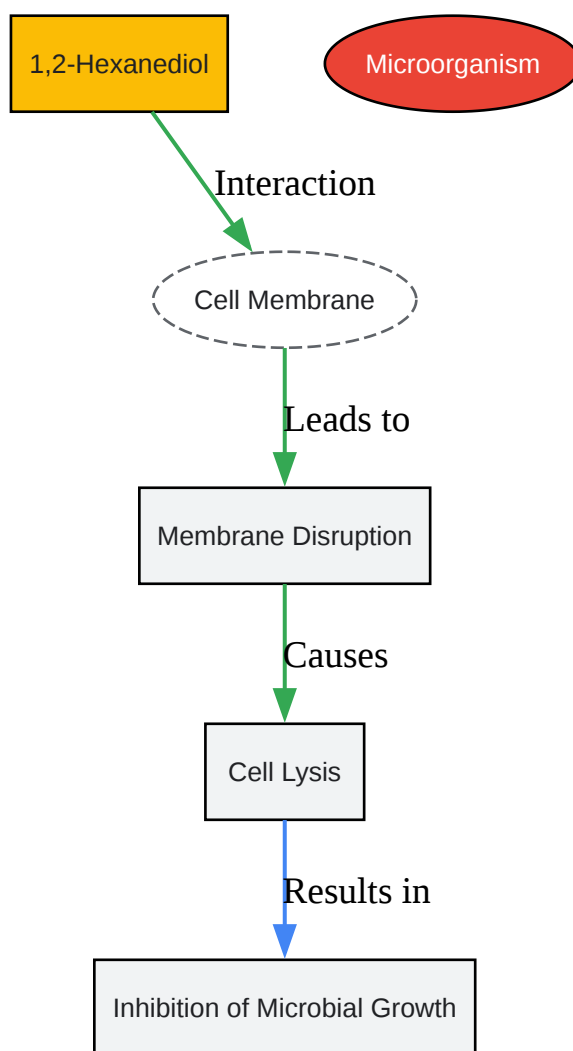 1,2-Hexanediol
Microorganism
Interaction
Cell Membrane
Leads to
Membrane Disruption
Causes
Cell Lysis
Results in
Inhibition of Microbial Growth